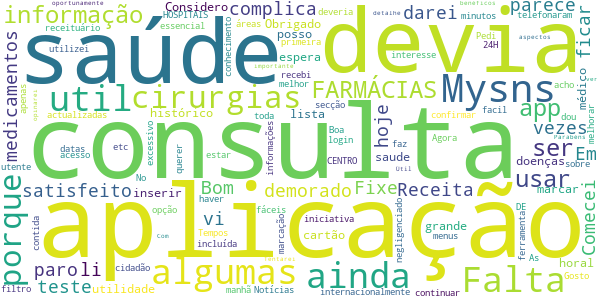 oportunamente
HOSPITAIS
Considero
complica
telefonaram
parece
benefícios
detalhe
informação
receituário
utilizei
saúde
essencial
Obrigado
conhecimento
áreas
posso
espera
primeira
importante
darei
deveria
minutos
devia
Pedi
24H
aspectos
interesse
médico
ficar
medicamentos
util
cirurgias
FARMÁCIAS
Mysns
app
recebi
melhor
acho
apenas
actualizadas
histórico
toda
lista
secção
confirmar
dou
vezes
Em
melhorar
ver
porque
consulta
excessivo
informações
hoje
facil
Parabens
Boa
login
faz
Agora
ser
sobre
datas
acesso
etc
querer
estar
CENTRO
saude
doenças
usar
utente
No
satisfeito
inserir
Bom
demorado
Fixe
Receita
marcar
Comecei
aplicação
haver
Util
opção
vi
fáceis
iniciativa
cartão
negligenciado
grande
menus
DE
ferramentas
As
horal
contida
Com
Tempos
marcação
paroli
cidadão
incluída
algumas
ainda
Falta
Gosto
filtro
teste
utilidade
manhã
Notícias
internacionalmente
continuar